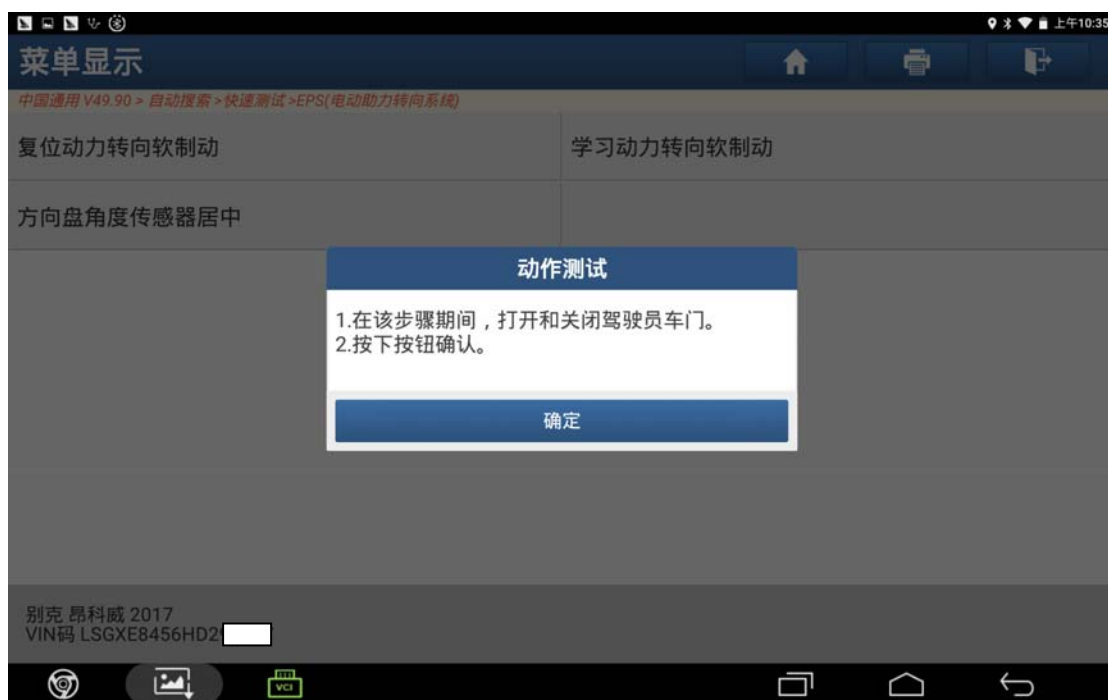 上午10:35
菜单显示
中国通用 V49.90 > 自动搜索 > 快速测试 >EPS(电动助力转向系统)
复位动力转向软制动
学习动力转向软制动
方向盘角度传感器居中
动作测试
1.在该步骤期间，打开和关闭驾驶员车门。
2.按下按钮确认。
确定
别克 昂科威 2017
VIN码 LSGXE8456HD2
VCI